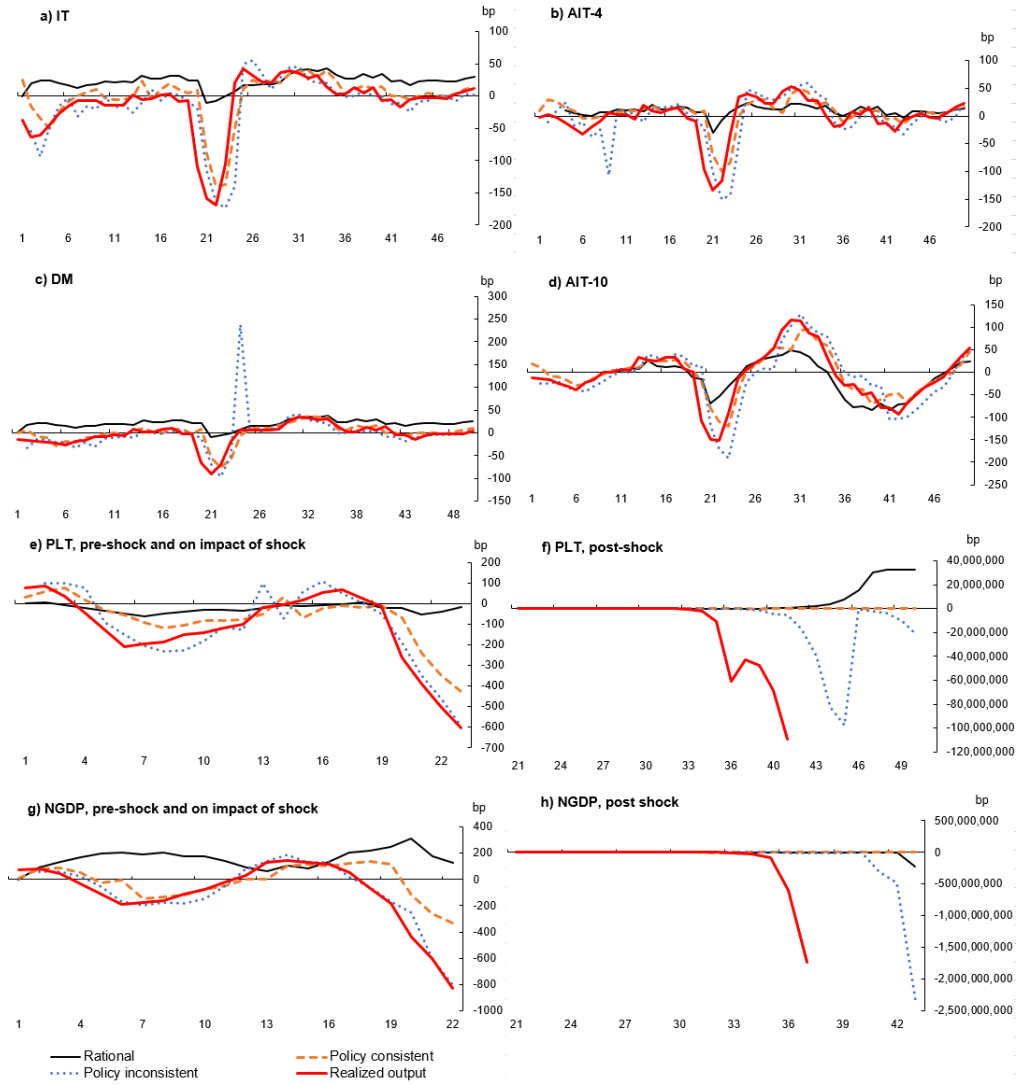 a) IT
bp
100
50
0
-50
-100
-150
-200
1 6 11 16 21 26 31 36 41 46
b) AIT-4
bp
100
50
0
-50
-100
-150
-200
1 6 11 16 21 26 31 36 41 46
c) DM
bp
300
250
200
150
100
50
0
-50
-100
-150
1 6 11 16 21 26 32 38 43 48
d) AIT-10
bp
150
100
50
0
-50
-100
-150
-200
-250
1 6 11 16 21 26 31 36 41 46
e) PLT, pre-shock and on impact of shock
bp
200
100
0
-100
-200
-300
-400
-500
-600
-700
1 4 7 10 13 16 19 22
f) PLT, post-shock
bp
40,000,000
20,000,000
0
-20,000,000
-40,000,000
-60,000,000
-80,000,000
-100,000,000
-120,000,000
21 24 27 30 33 36 40 43 46 49
g) NGDP, pre-shock and on impact of shock
bp
400
200
0
-200
-400
-600
-800
-1000
1 4 7 10 13 16 19 22
h) NGDP, post shock
bp
500,000,000
0
-500,000,000
-1,000,000,000
-1,500,000,000
-2,000,000,000
-2,500,000,000
21 24 27 30 33 36 39 42
Rational
Policy consistent
Policy inconsistent
Realized output